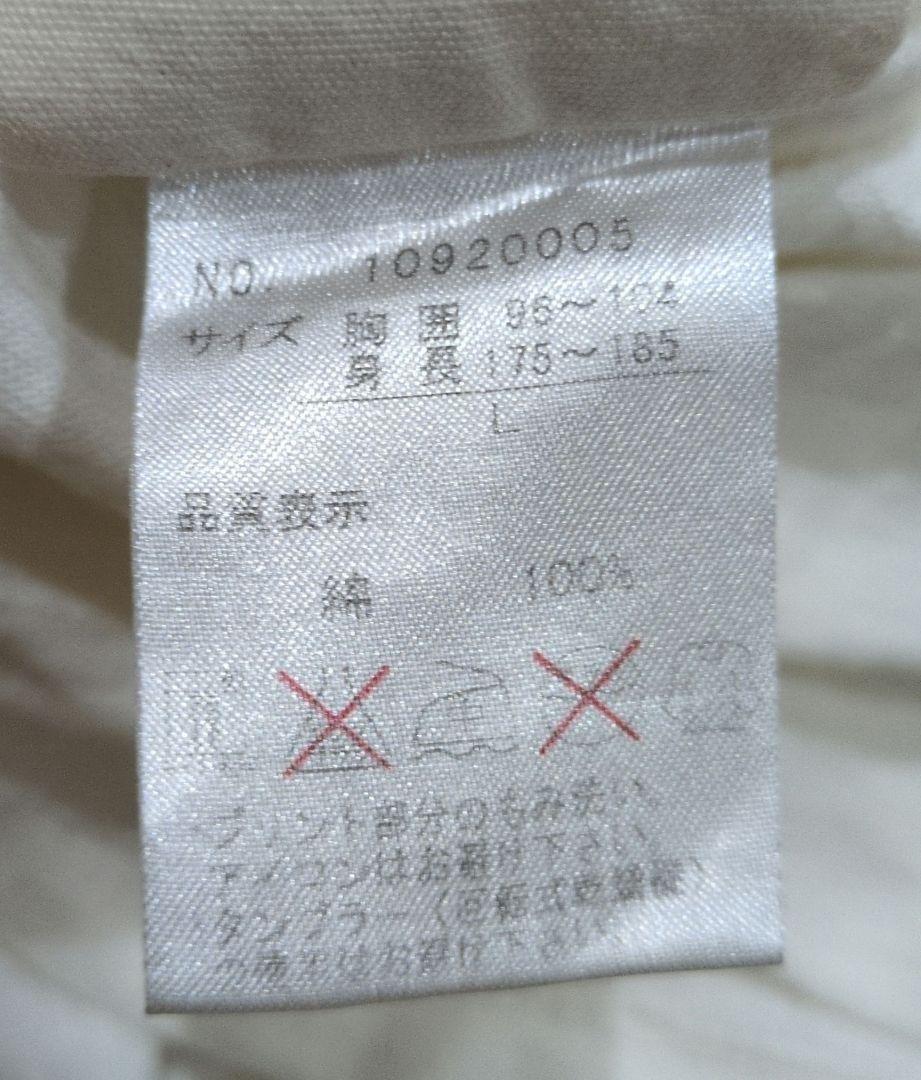 NO. 10920005
サイズ 胸囲 96〜104
身長 175〜185
L
品質表示
綿 100%
中
プリント部分のもみ洗い、
アイロンはお避け下さい。
タンブラー（回転式乾燥機）
の使用はお避け下さい。